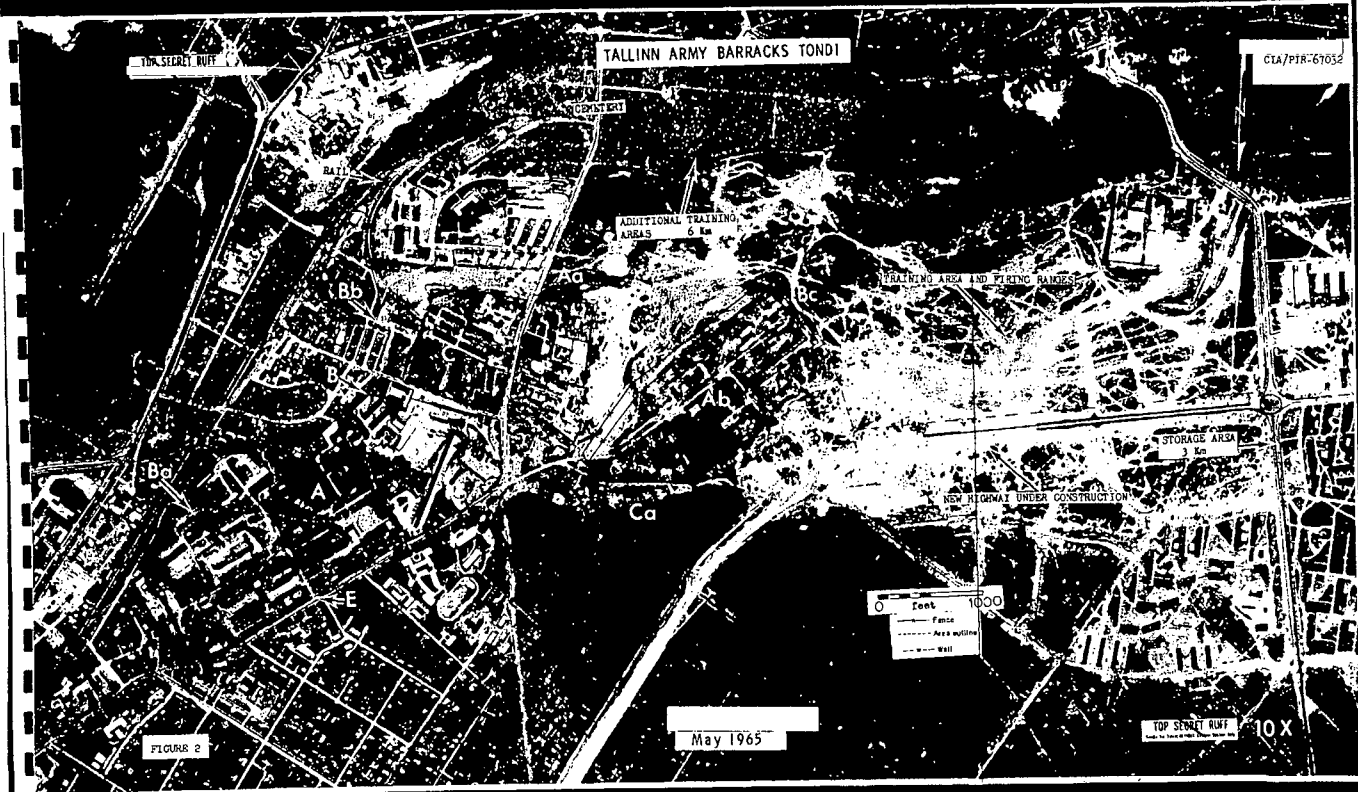 TOP SECRET RUFF
TALLINN ARMY BARRACKS TONDI
CIA/PIR-67032
CEMETERY
RAIL
ADDITIONAL TRAINING
AREAS 6 Km
Aa
TRAINING AREA AND FIRING RANGES
Bb
Bc
C
B
Ab
STORAGE AREA
3 Km
Ba
A
NEW HIGHWAY UNDER CONSTRUCTION
Ca
E
0 feet 1000
Fence
Area outline
Wall
FIGURE 2
May 1965
TOP SECRET RUFF
10 X